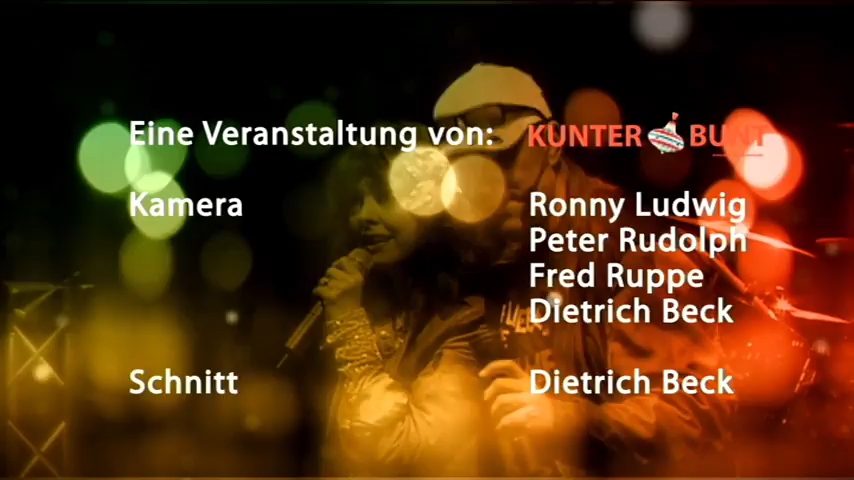 Eine Veranstaltung von: KUNTER BUNT
Kamera Ronny Ludwig
Peter Rudolph
Fred Ruppe
Dietrich Beck
Schnitt Dietrich Beck